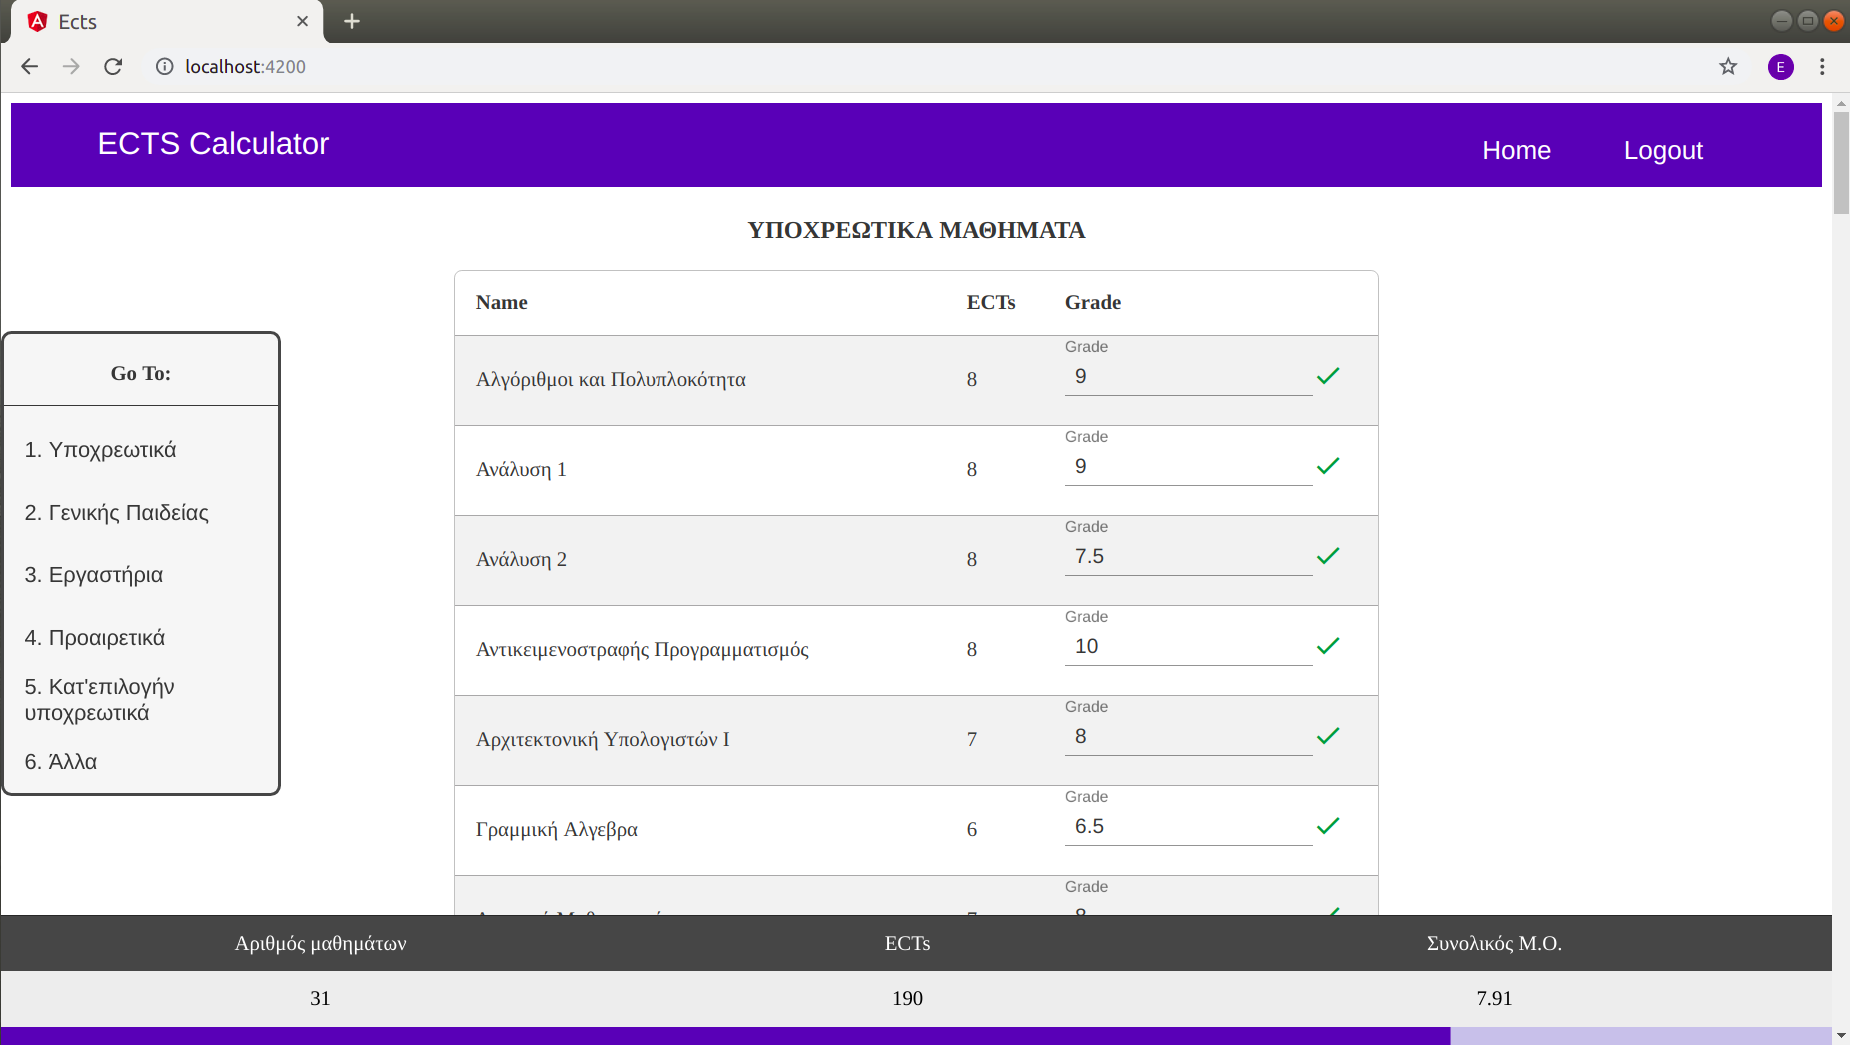 Ects
localhost:4200
E
ECTS Calculator
Home
Logout
ΥΠΟΧΡΕΩΤΙΚΑ ΜΑΘΗΜΑΤΑ
Name ECTs Grade
Grade
Αλγόριθμοι και Πολυπλοκότητα 8 9
Grade
Ανάλυση 1 8 9
Grade
Ανάλυση 2 8 7.5
Grade
Αντικειμενοστραφής Προγραμματισμός 8 10
Grade
Αρχιτεκτονική Υπολογιστών Ι 7 8
Grade
Γραμμική Αλγεβρα 6 6.5
Grade
Go To:
1. Υποχρεωτικά
2. Γενικής Παιδείας
3. Εργαστήρια
4. Προαιρετικά
5. Κατ'επιλογήν
υποχρεωτικά
6. Άλλα
Αριθμός μαθημάτων ECTs Συνολικός Μ.Ο.
31 190 7.91